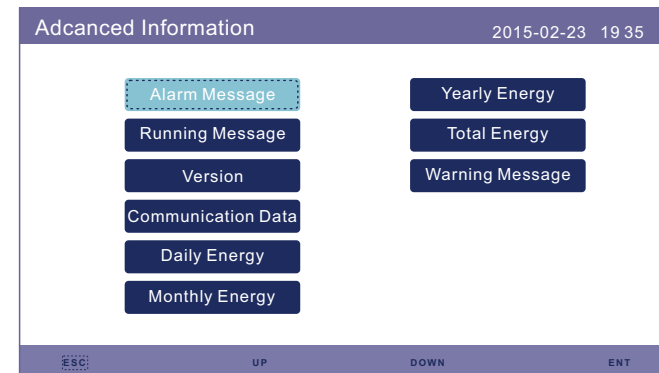 Adcanced Information
2015-02-23 19 35
Alarm Message
Running Message
Version
Communication Data
Daily Energy
Monthly Energy
Yearly Energy
Total Energy
Warning Message
ESC UP DOWN ENT